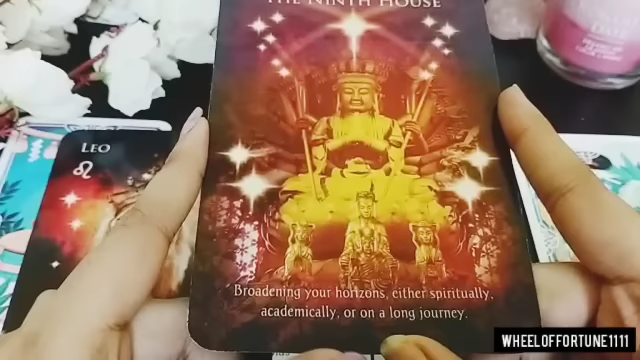 THE NINTH HOUSE
LEO
Broadening your horizons, either spiritually,
academically, or on a long journey.
WHEELOFFORTUNE1111